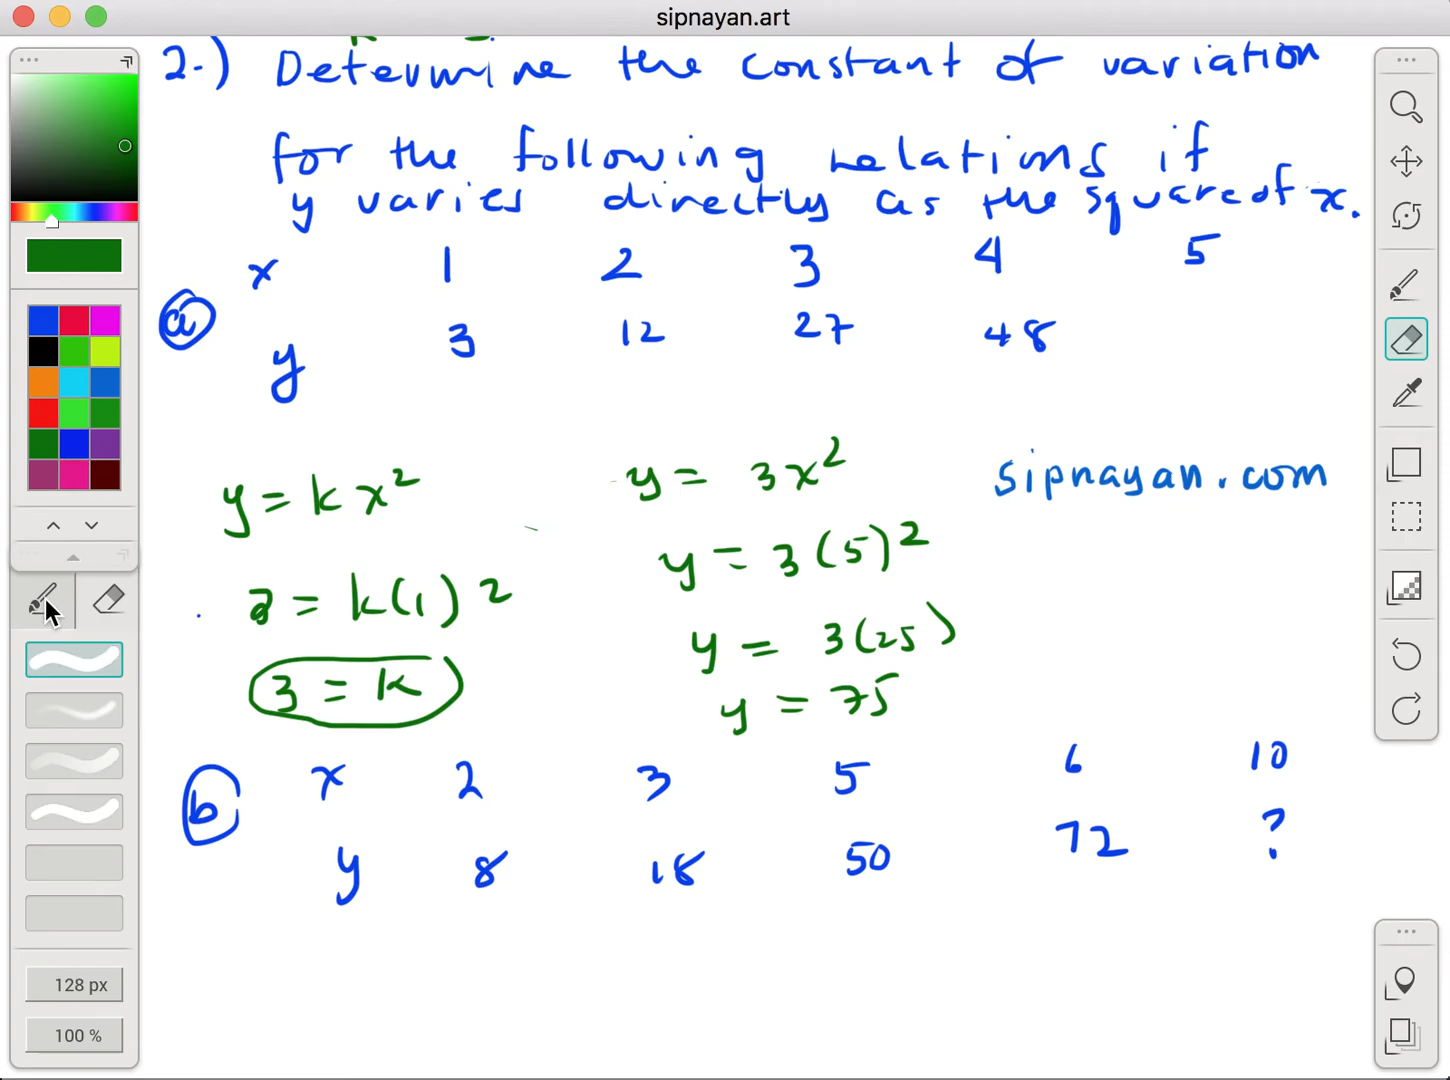 sipnayan.art
2.) Determine the constant of variation
for the following relations if
y varies directly as the square of x.
x 1 2 3 4 5
(a)
y 3 12 27 48
y = kx² y = 3x² sipnayan.com
y = 3(5)²
3 = k(1)²
y = 3(25)
3 = k
y = 75
(b) x 2 3 5 6 10
y 8 18 50 72 ?
128 px
100 %